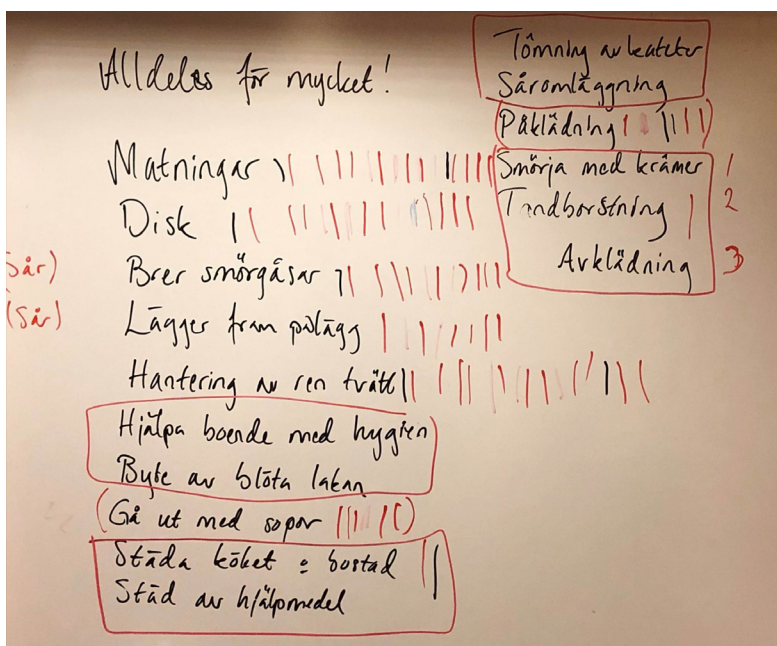 Alldeles för mycket!
Matningar
Disk
Brer smörgåsar
Lägger fram pålägg
Hantering av ren tvätt
Hjälpa boende med hygien
Byte av blöta lakan
(Gå ut med sopor)
Städa köket : bostad
Städ av hjälpmedel
Tömning av kateter
Såromläggning
(Påklädning)
Smörja med krämer 1
Tandborstning 2
Avklädning 3
Sår)
(Sår)